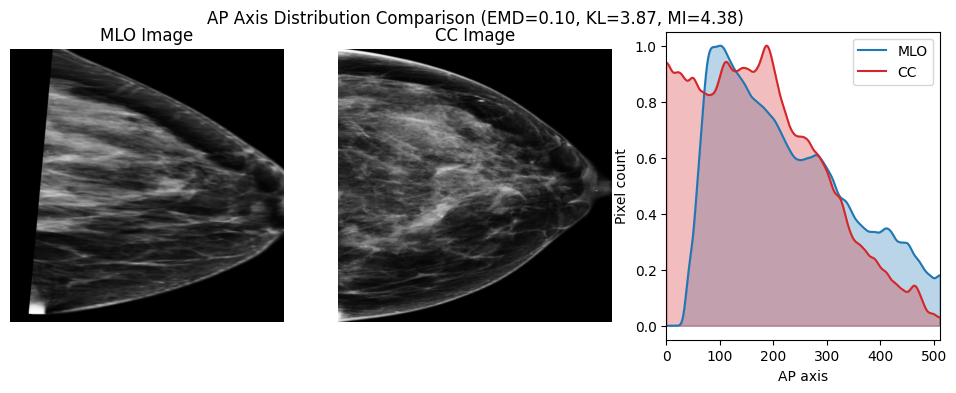 AP Axis Distribution Comparison (EMD=0.10, KL=3.87, MI=4.38)
MLO Image
CC Image
MLO
CC
Pixel count
1.0
0.8
0.6
0.4
0.2
0.0
0 100 200 300 400 500
AP axis